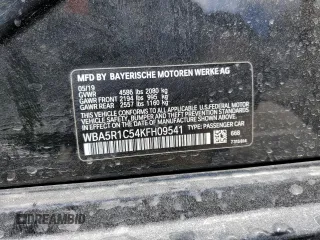 MFD BY BAYERISCHE MOTOREN WERKE AG
05/19
GVWR 4586 lbs 2080 kg
GAWR FRONT 2194 lbs 995 kg
GAWR REAR 2557 lbs 1160 kg
THIS VEHICLE CONFORMS TO ALL APPLICABLE FEDERAL
MOTOR VEHICLE SAFETY, BUMPER, AND THEFT PREVENTION
STANDARDS IN EFFECT ON THE DATE OF MANUFACTURE
SHOWN ABOVE.
WBA5R1C54KFH09541 TYPE: PASSENGER CAR
668
DREAMBID